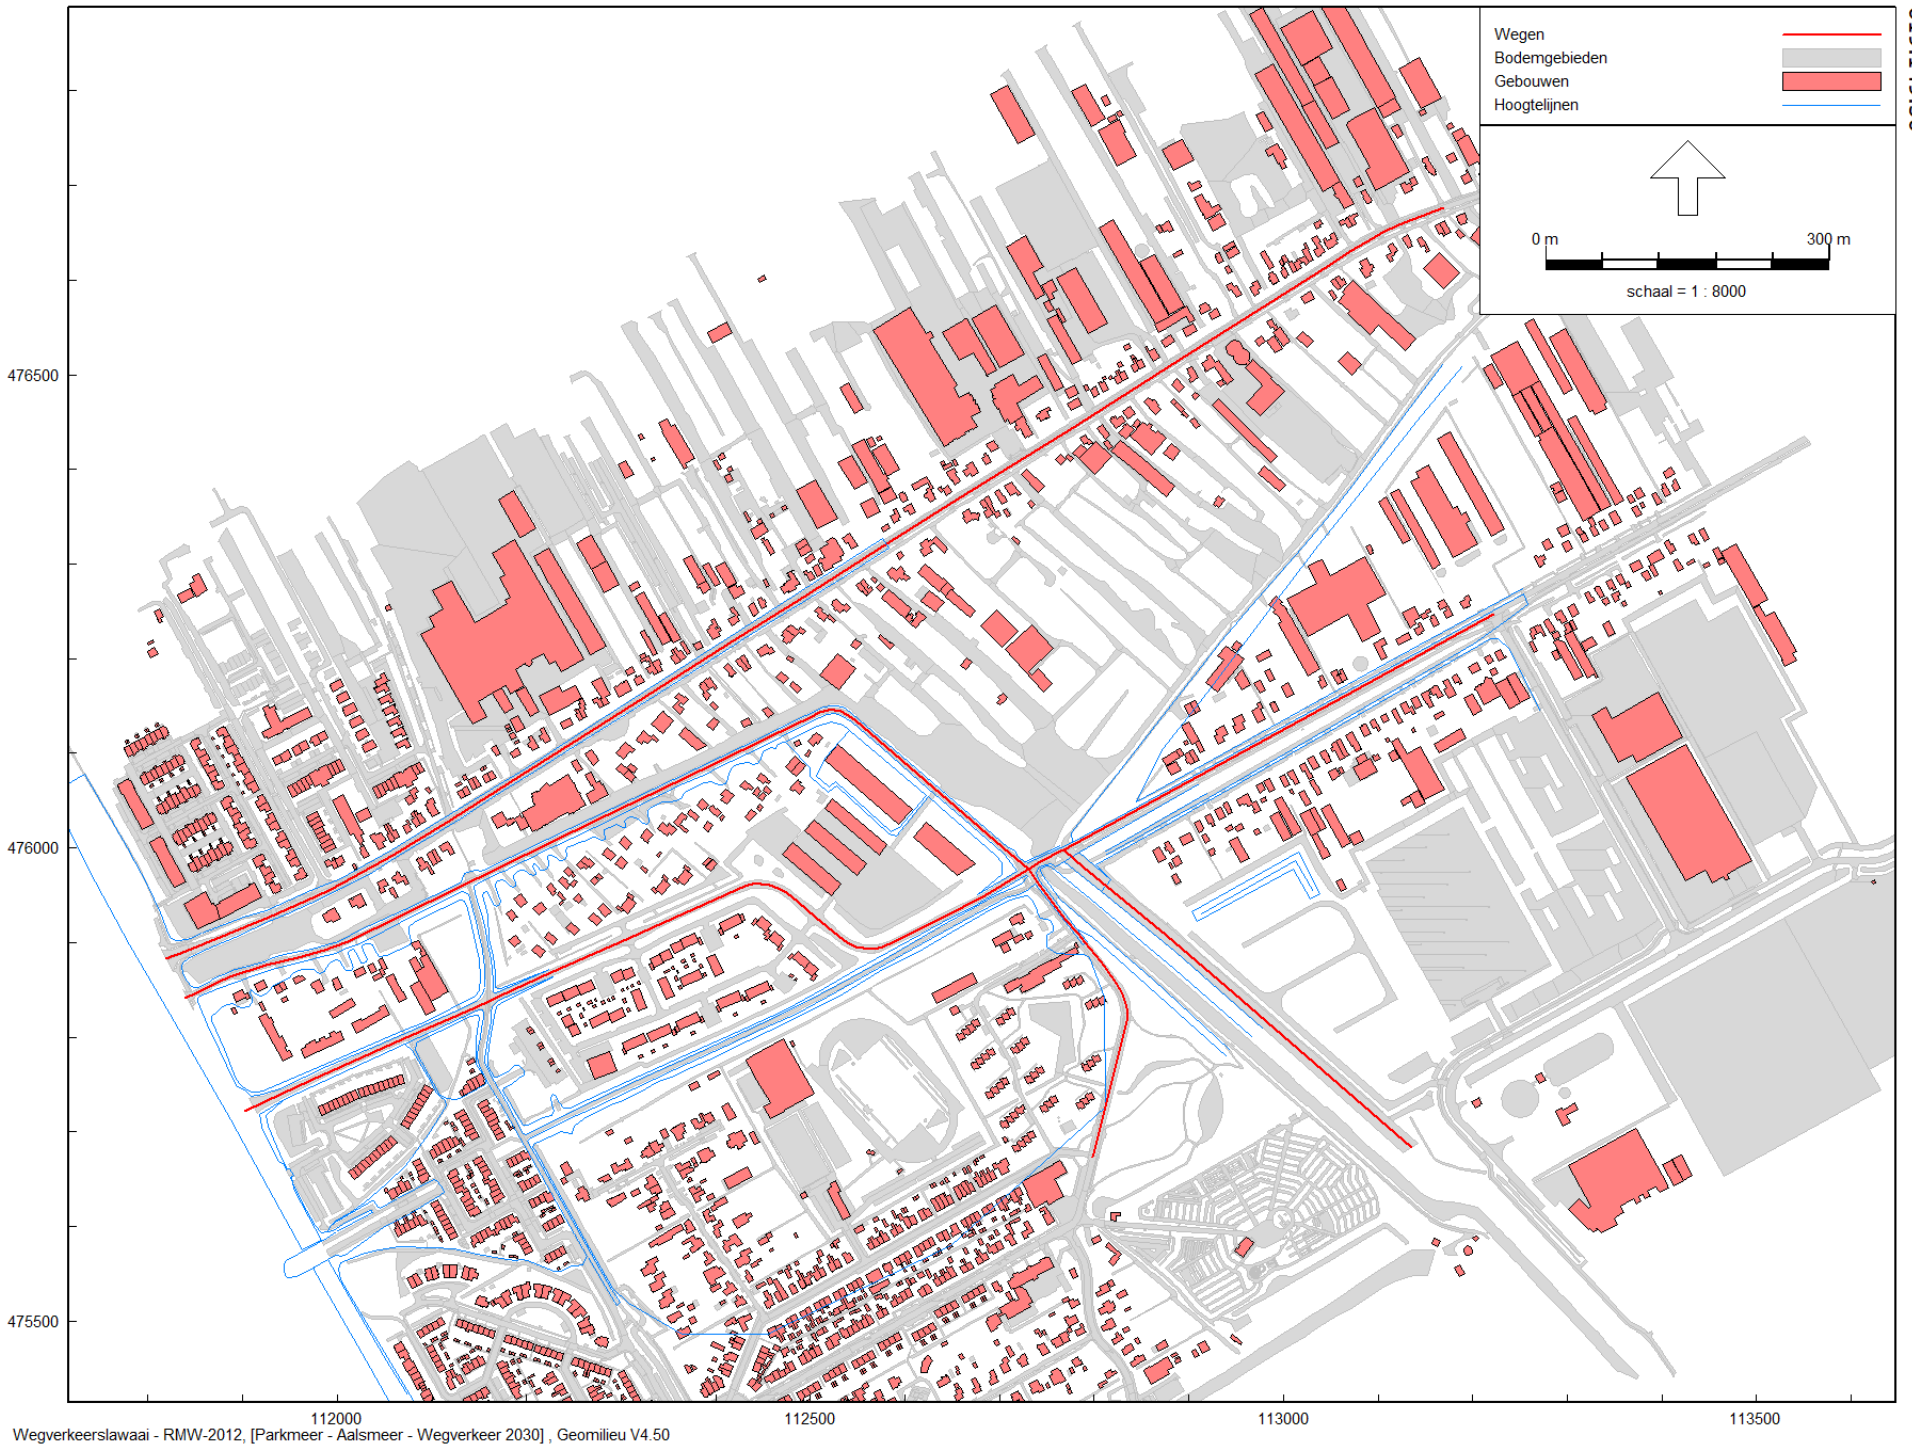 Wegen
Bodemgebieden
Gebouwen
Hoogtelijnen
0 m 300 m
schaal = 1 : 8000
476500
476000
475500
112000 112500 113000 113500
Wegverkeerslawaai - RMW-2012, [Parkmeer - Aalsmeer - Wegverkeer 2030] , Geomilieu V4.50